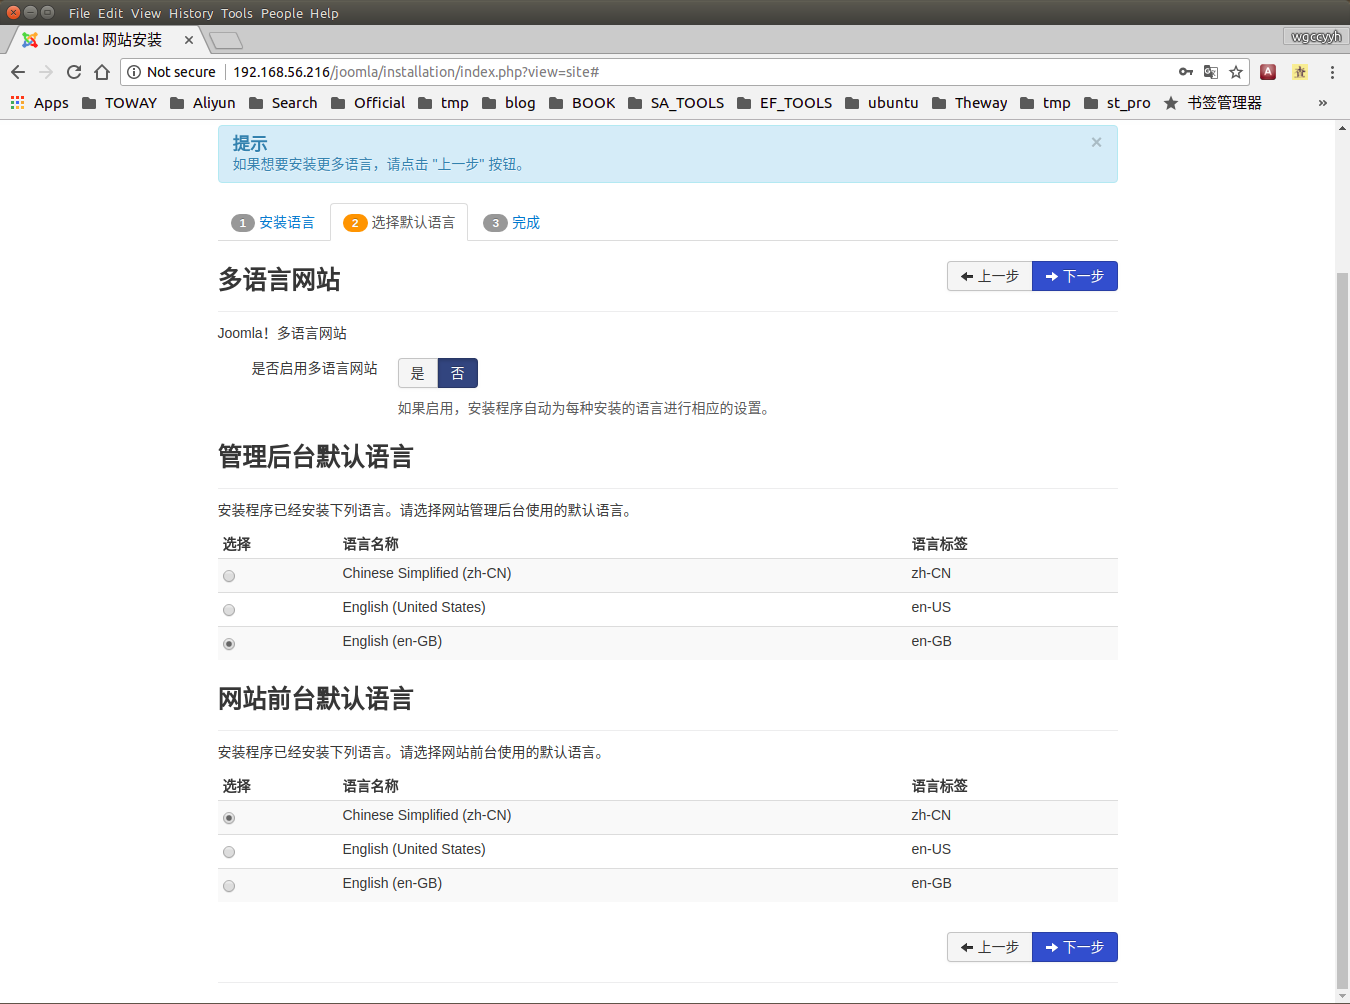 File Edit View History Tools People Help
Joomla! 网站安装
wgccyyh
Not secure 192.168.56.216/joomla/installation/index.php?view=site#
Apps TOWAY Aliyun Search Official tmp blog BOOK SA_TOOLS EF_TOOLS ubuntu Theway tmp st_pro 书签管理器 »
提示 ×
如果想要安装更多语言，请点击 "上一步" 按钮。
1 安装语言 2 选择默认语言 3 完成
多语言网站 上一步 下一步
Joomla! 多语言网站
是否启用多语言网站 是 否
如果启用，安装程序自动为每种安装的语言进行相应的设置。
管理后台默认语言
安装程序已经安装下列语言。请选择网站管理后台使用的默认语言。
选择 语言名称 语言标签
Chinese Simplified (zh-CN) zh-CN
English (United States) en-US
English (en-GB) en-GB
网站前台默认语言
安装程序已经安装下列语言。请选择网站前台使用的默认语言。
选择 语言名称 语言标签
Chinese Simplified (zh-CN) zh-CN
English (United States) en-US
English (en-GB) en-GB
上一步 下一步